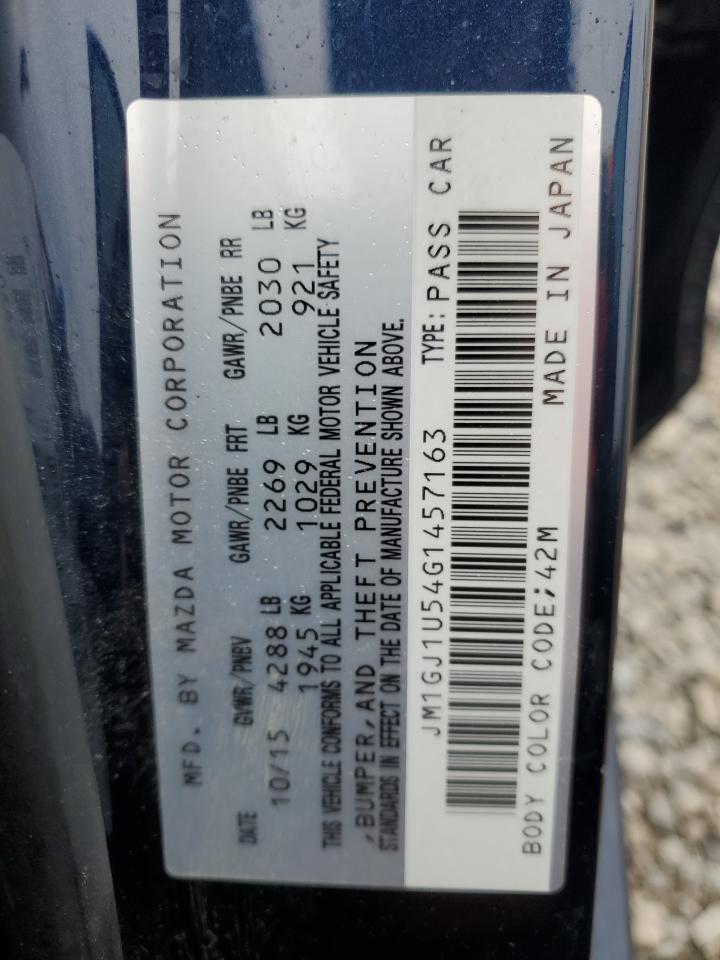 MFD. BY MAZDA MOTOR CORPORATION
DATE GVWR/PNBV GAWR/PNBE FRT GAWR/PNBE RR
10/15 4288 LB 2269 LB 2030 LB
1945 KG 1029 KG 921 KG
THIS VEHICLE CONFORMS TO ALL APPLICABLE FEDERAL MOTOR VEHICLE SAFETY
,BUMPER,AND THEFT PREVENTION
STANDARDS IN EFFECT ON THE DATE OF MANUFACTURE SHOWN ABOVE.
JM1GJ1U54G1457163 TYPE: PASS CAR
BODY COLOR CODE;42M MADE IN JAPAN